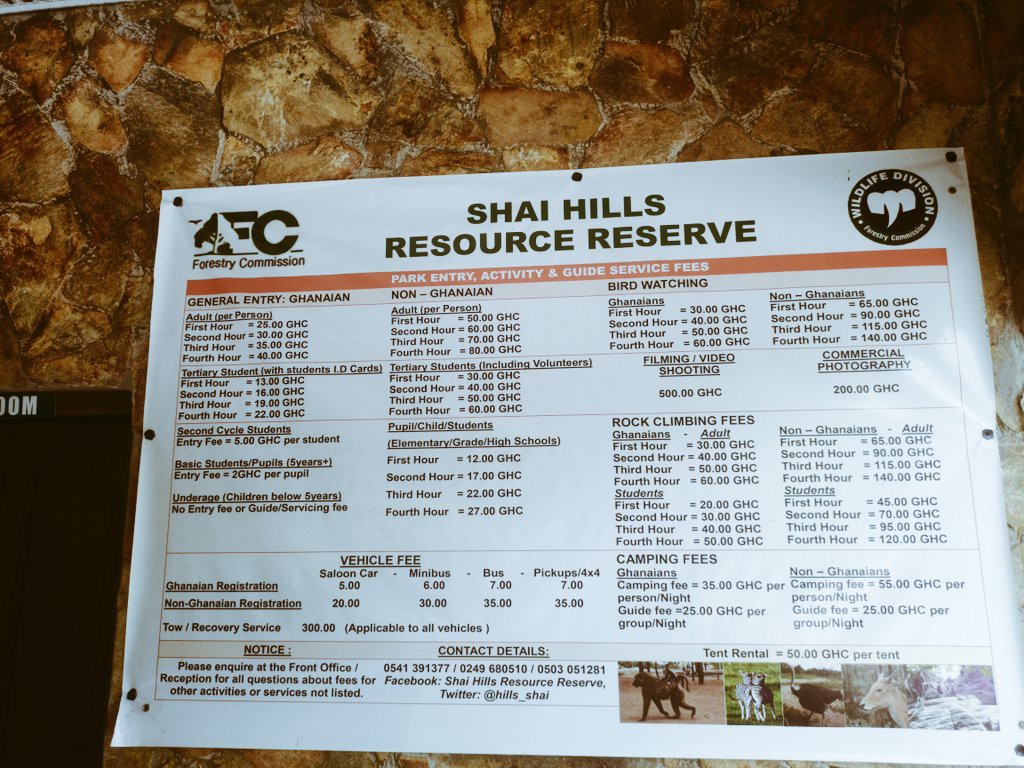 OOM
FC
Forestry Commission
SHAI HILLS
RESOURCE RESERVE
WILDLIFE DIVISION
Forestry Commission
PARK ENTRY, ACTIVITY & GUIDE SERVICE FEES
GENERAL ENTRY: GHANAIAN
Adult (per Person)
First Hour = 25.00 GHC
Second Hour = 30.00 GHC
Third Hour = 35.00 GHC
Fourth Hour = 40.00 GHC
NON – GHANAIAN
Adult (per Person)
First Hour = 50.00 GHC
Second Hour = 60.00 GHC
Third Hour = 70.00 GHC
Fourth Hour = 80.00 GHC
BIRD WATCHING
Ghanaians
First Hour = 30.00 GHC
Second Hour = 40.00 GHC
Third Hour = 50.00 GHC
Fourth Hour = 60.00 GHC
Non – Ghanaians
First Hour = 65.00 GHC
Second Hour = 90.00 GHC
Third Hour = 115.00 GHC
Fourth Hour = 140.00 GHC
Tertiary Student (with students I.D Cards)
First Hour = 13.00 GHC
Second Hour = 16.00 GHC
Third Hour = 19.00 GHC
Fourth Hour = 22.00 GHC
Tertiary Students (Including Volunteers)
First Hour = 30.00 GHC
Second Hour = 40.00 GHC
Third Hour = 50.00 GHC
Fourth Hour = 60.00 GHC
FILMING / VIDEO
SHOOTING
500.00 GHC
COMMERCIAL
PHOTOGRAPHY
200.00 GHC
Second Cycle Students
Entry Fee = 5.00 GHC per student
Basic Students/Pupils (5years+)
Entry Fee = 2GHC per pupil
Underage (Children below 5years)
No Entry fee or Guide/Servicing fee
Pupil/Child/Students
(Elementary/Grade/High Schools)
First Hour = 12.00 GHC
Second Hour = 17.00 GHC
Third Hour = 22.00 GHC
Fourth Hour = 27.00 GHC
ROCK CLIMBING FEES
Ghanaians - Adult
First Hour = 30.00 GHC
Second Hour = 40.00 GHC
Third Hour = 50.00 GHC
Fourth Hour = 60.00 GHC
Students
First Hour = 20.00 GHC
Second Hour = 30.00 GHC
Third Hour = 40.00 GHC
Fourth Hour = 50.00 GHC
Non – Ghanaians - Adult
First Hour = 65.00 GHC
Second Hour = 90.00 GHC
Third Hour = 115.00 GHC
Fourth Hour = 140.00 GHC
Students
First Hour = 45.00 GHC
Second Hour = 70.00 GHC
Third Hour = 95.00 GHC
Fourth Hour = 120.00 GHC
VEHICLE FEE
Saloon Car - Minibus - Bus - Pickups/4x4
Ghanaian Registration 5.00 6.00 7.00 7.00
Non-Ghanaian Registration 20.00 30.00 35.00 35.00
Tow / Recovery Service 300.00 (Applicable to all vehicles )
CAMPING FEES
Ghanaians
Camping fee = 35.00 GHC per
person/Night
Guide fee =25.00 GHC per
group/Night
Non – Ghanaians
Camping fee = 55.00 GHC per
person/Night
Guide fee = 25.00 GHC per
group/Night
Tent Rental = 50.00 GHC per tent
NOTICE :
Please enquire at the Front Office /
Reception for all questions about fees for
other activities or services not listed.
CONTACT DETAILS:
0541 391377 / 0249 680510 / 0503 051281
Facebook: Shai Hills Resource Reserve,
Twitter: @hills_shai